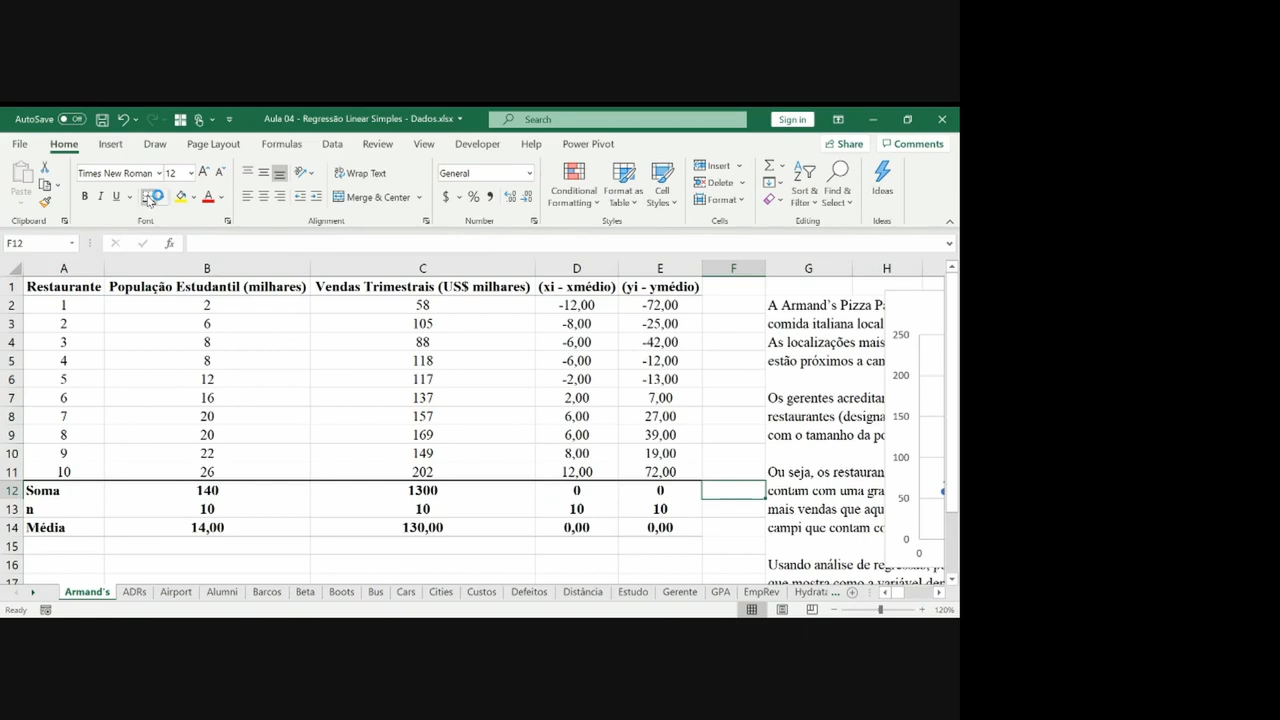 AutoSave Off Aula 04 - Regressão Linear Simples - Dados.xlsx Search Sign in
File Home Insert Draw Page Layout Formulas Data Review View Developer Help Power Pivot Share Comments
Paste Times New Roman 12 Wrap Text General Conditional Formatting Format as Table Cell Styles Insert Sort & Filter Find & Select Ideas
B I U Merge & Center $ % Delete
Format
Clipboard Font Alignment Number Styles Cells Editing Ideas
F12 fx
A B C D E F G H
1 Restaurante População Estudantil (milhares) Vendas Trimestrais (US$ milhares) (xi - xmédio) (yi - ymédio)
2 1 2 58 -12,00 -72,00 A Armand's Pizza
3 2 6 105 -8,00 -25,00 comida italiana local
4 3 8 88 -6,00 -42,00 As localizações mais
5 4 8 118 -6,00 -12,00 estão próximos a
6 5 12 117 -2,00 -13,00
7 6 16 137 2,00 7,00 Os gerentes
8 7 20 157 6,00 27,00 restaurantes
9 8 20 169 6,00 39,00 com o tamanho da
10 9 22 149 8,00 19,00
11 10 26 202 12,00 72,00 Ou seja, os
12 Soma 140 1300 0 0 contam com uma
13 n 10 10 10 10 mais vendas que
14 Média 14,00 130,00 0,00 0,00 campi que contam
15
16 Usando análise de
17 que mostra como a variável
250
200
150
100
50
0
0
Armand's ADRs Airport Alumni Barcos Beta Boots Bus Cars Cities Custos Defeitos Distância Estudo Gerente GPA EmpRev ...
Ready 120%